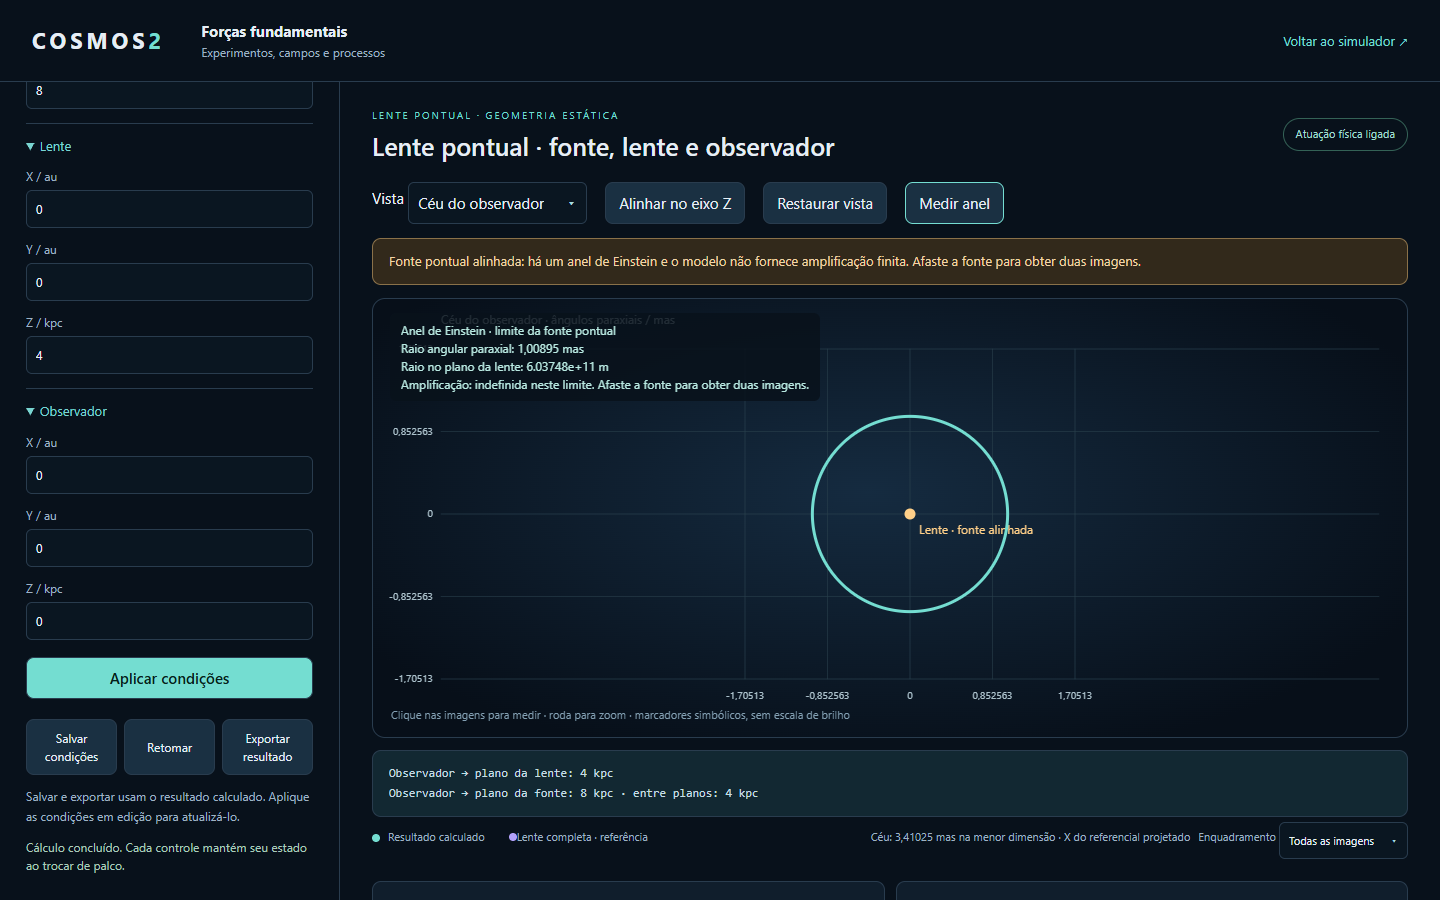 COSMOS2
Forças fundamentais
Experimentos, campos e processos
Voltar ao simulador ↗
8
▼ Lente
X / au
0
Y / au
0
Z / kpc
4
▼ Observador
X / au
0
Y / au
0
Z / kpc
0
Aplicar condições
Salvar condições
Retomar
Exportar resultado
Salvar e exportar usam o resultado calculado. Aplique
as condições em edição para atualizá-lo.
Cálculo concluído. Cada controle mantém seu estado
ao trocar de palco.
LENTE PONTUAL · GEOMETRIA ESTÁTICA
Lente pontual · fonte, lente e observador
Atuação física ligada
Vista
Céu do observador
Alinhar no eixo Z
Restaurar vista
Medir anel
Fonte pontual alinhada: há um anel de Einstein e o modelo não fornece amplificação finita. Afaste a fonte para obter duas imagens.
Céu do observador · ângulos paraxiais / mas
Anel de Einstein · limite da fonte pontual
Raio angular paraxial: 1,00895 mas
Raio no plano da lente: 6.03748e+11 m
Amplificação: indefinida neste limite. Afaste a fonte para obter duas imagens.
0,852563
0
-0,852563
-1,70513
Lente · fonte alinhada
-1,70513
-0,852563
0
0,852563
1,70513
Clique nas imagens para medir · roda para zoom · marcadores simbólicos, sem escala de brilho
Observador → plano da lente: 4 kpc
Observador → plano da fonte: 8 kpc · entre planos: 4 kpc
Resultado calculado
Lente completa · referência
Céu: 3,41025 mas na menor dimensão · X do referencial projetado
Enquadramento
Todas as imagens